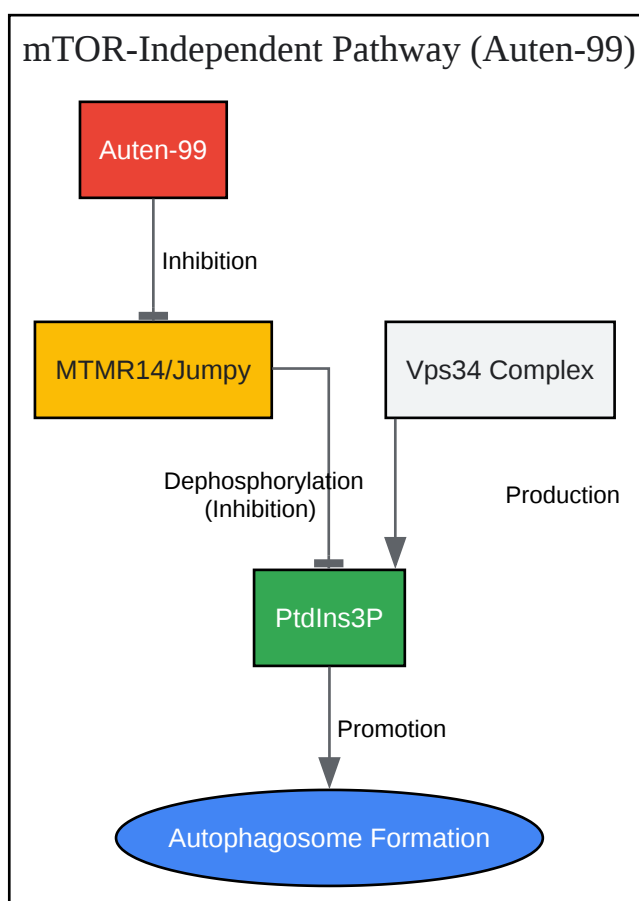 mTOR-Independent Pathway (Auten-99)
Auten-99
Inhibition
MTMR14/Jumpy
Vps34 Complex
Dephosphorylation
(Inhibition)
Production
PtdIns3P
Promotion
Autophagosome Formation